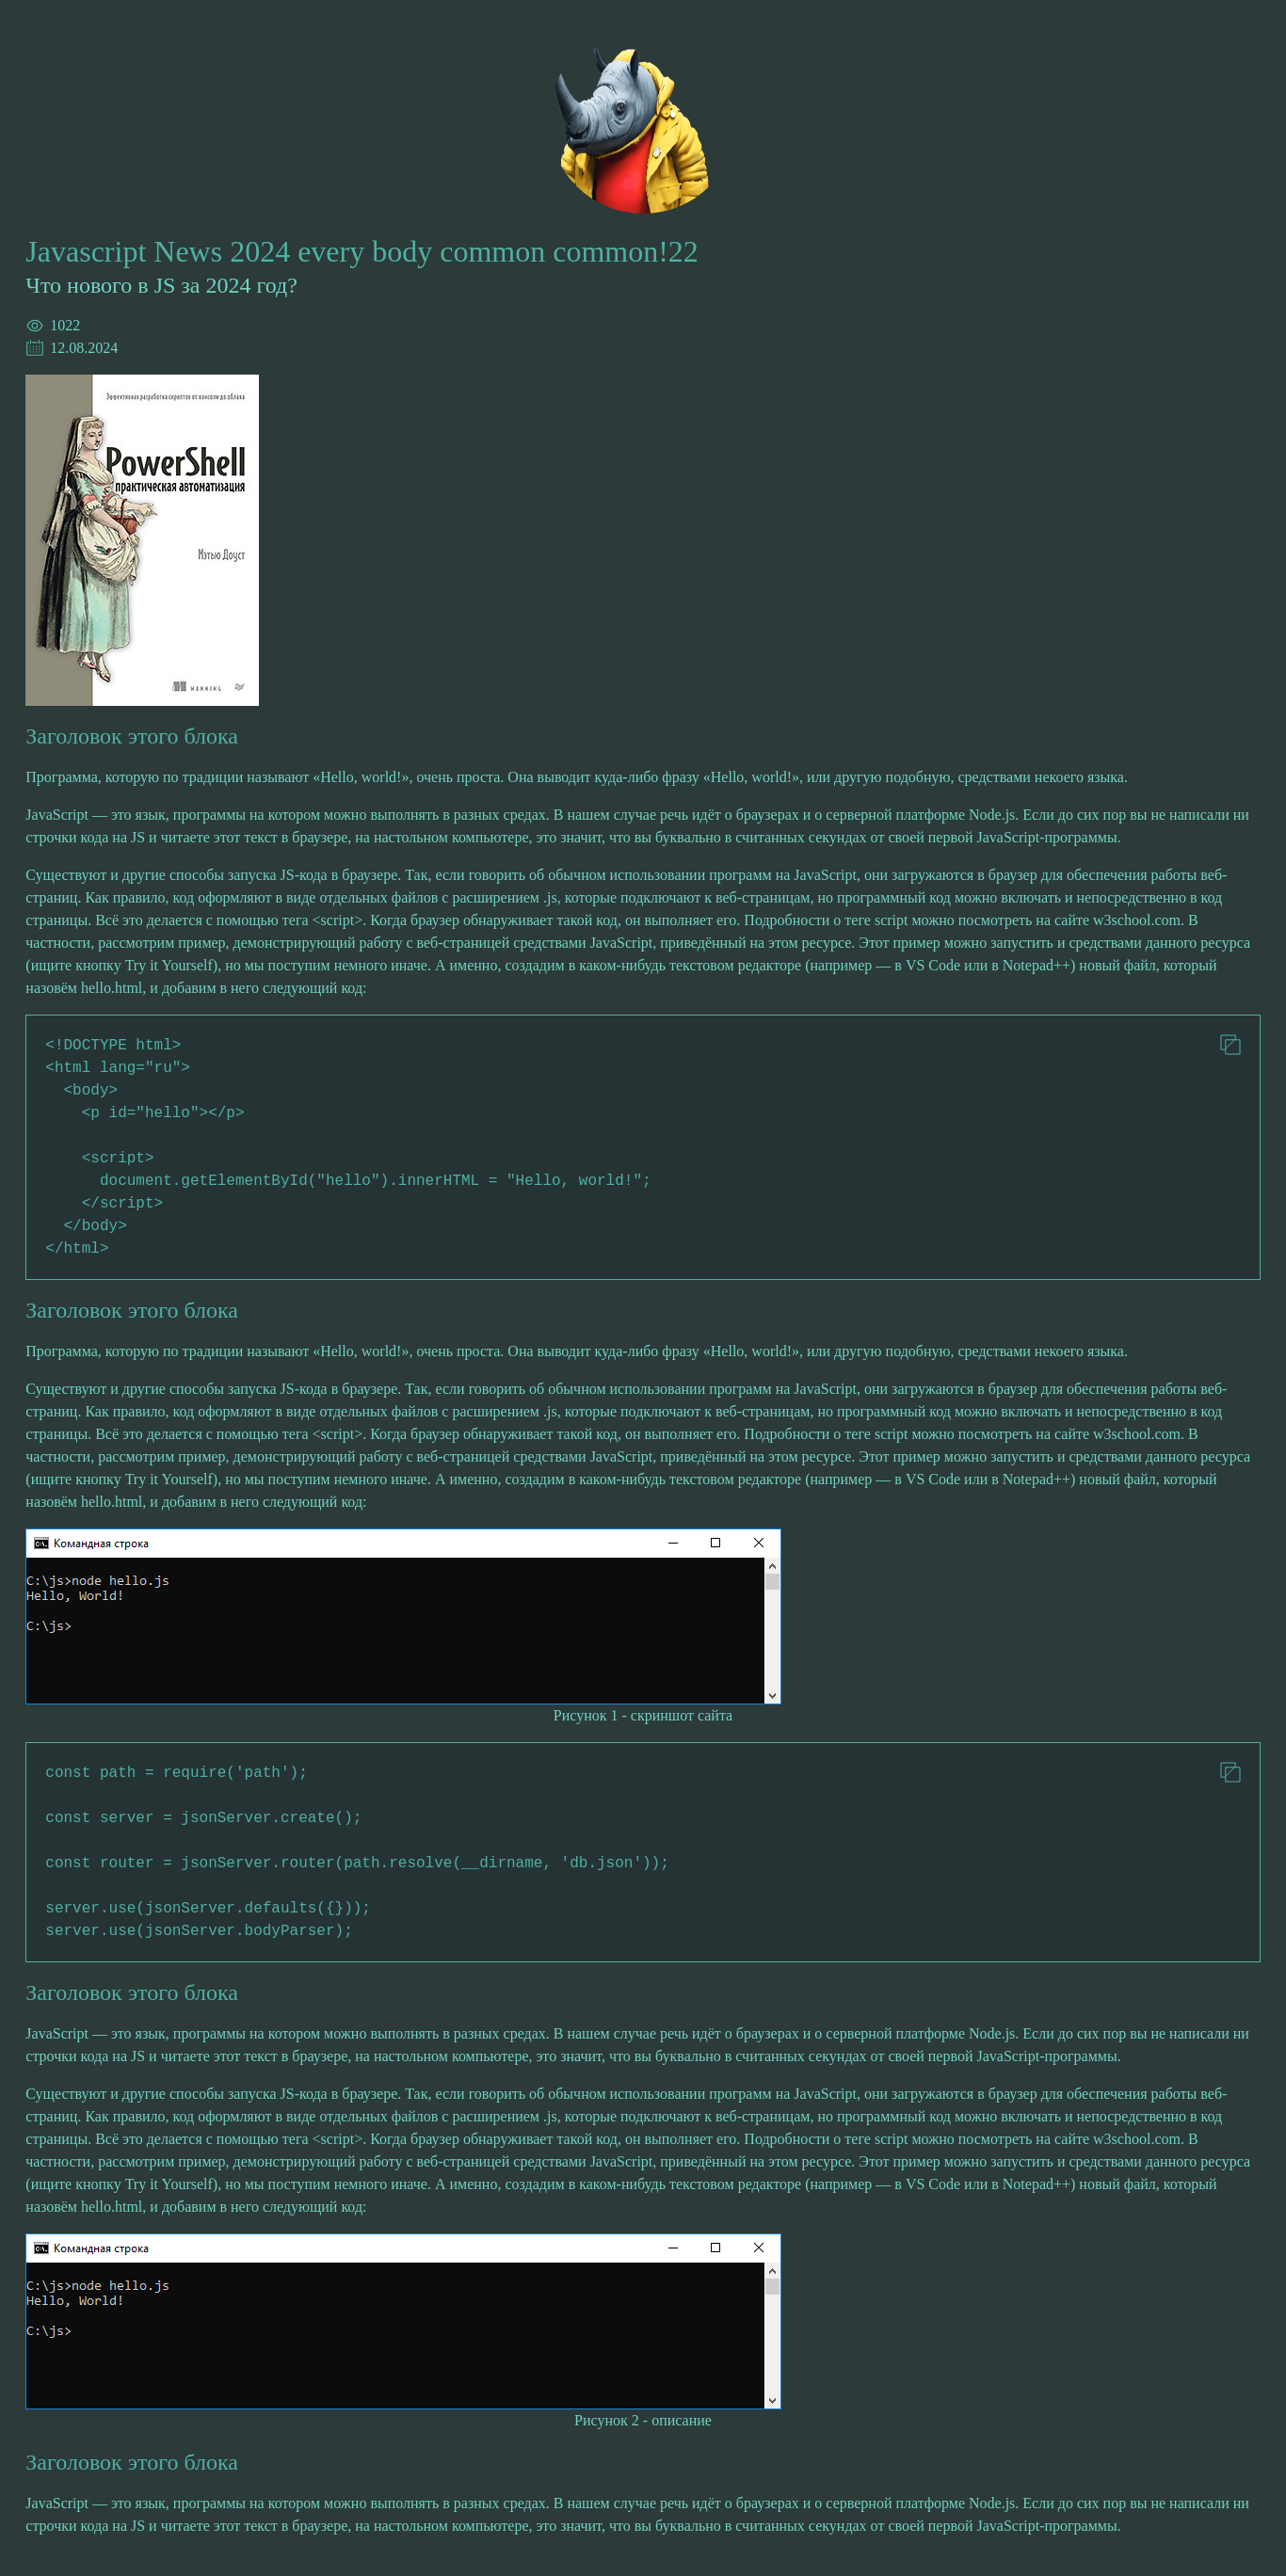 Javascript News 2024 every body common common!22
Что нового в JS за 2024 год?
1022
12.08.2024
Эффективная разработка скриптов от консоли до облака
PowerShell
практическая автоматизация
Мэтью Доуст
MANNING
Заголовок этого блока
Программа, которую по традиции называют «Hello, world!», очень проста. Она выводит куда-либо фразу «Hello, world!», или другую подобную, средствами некоего языка.
JavaScript — это язык, программы на котором можно выполнять в разных средах. В нашем случае речь идёт о браузерах и о серверной платформе Node.js. Если до сих пор вы не написали ни
строчки кода на JS и читаете этот текст в браузере, на настольном компьютере, это значит, что вы буквально в считанных секундах от своей первой JavaScript-программы.
Существуют и другие способы запуска JS-кода в браузере. Так, если говорить об обычном использовании программ на JavaScript, они загружаются в браузер для обеспечения работы веб-
страниц. Как правило, код оформляют в виде отдельных файлов с расширением .js, которые подключают к веб-страницам, но программный код можно включать и непосредственно в код
страницы. Всё это делается с помощью тега <script>. Когда браузер обнаруживает такой код, он выполняет его. Подробности о теге script можно посмотреть на сайте w3school.com. В
частности, рассмотрим пример, демонстрирующий работу с веб-страницей средствами JavaScript, приведённый на этом ресурсе. Этот пример можно запустить и средствами данного ресурса
(ищите кнопку Try it Yourself), но мы поступим немного иначе. А именно, создадим в каком-нибудь текстовом редакторе (например — в VS Code или в Notepad++) новый файл, который
назовём hello.html, и добавим в него следующий код:
<!DOCTYPE html>
<html lang="ru">
  <body>
    <p id="hello"></p>

    <script>
      document.getElementById("hello").innerHTML = "Hello, world!";
    </script>
  </body>
</html>
Заголовок этого блока
Программа, которую по традиции называют «Hello, world!», очень проста. Она выводит куда-либо фразу «Hello, world!», или другую подобную, средствами некоего языка.
Существуют и другие способы запуска JS-кода в браузере. Так, если говорить об обычном использовании программ на JavaScript, они загружаются в браузер для обеспечения работы веб-
страниц. Как правило, код оформляют в виде отдельных файлов с расширением .js, которые подключают к веб-страницам, но программный код можно включать и непосредственно в код
страницы. Всё это делается с помощью тега <script>. Когда браузер обнаруживает такой код, он выполняет его. Подробности о теге script можно посмотреть на сайте w3school.com. В
частности, рассмотрим пример, демонстрирующий работу с веб-страницей средствами JavaScript, приведённый на этом ресурсе. Этот пример можно запустить и средствами данного ресурса
(ищите кнопку Try it Yourself), но мы поступим немного иначе. А именно, создадим в каком-нибудь текстовом редакторе (например — в VS Code или в Notepad++) новый файл, который
назовём hello.html, и добавим в него следующий код:
Командная строка
C:\js>node hello.js
Hello, World!
C:\js>
Рисунок 1 - скриншот сайта
const path = require('path');

const server = jsonServer.create();

const router = jsonServer.router(path.resolve(__dirname, 'db.json'));

server.use(jsonServer.defaults({}));
server.use(jsonServer.bodyParser);
Заголовок этого блока
JavaScript — это язык, программы на котором можно выполнять в разных средах. В нашем случае речь идёт о браузерах и о серверной платформе Node.js. Если до сих пор вы не написали ни
строчки кода на JS и читаете этот текст в браузере, на настольном компьютере, это значит, что вы буквально в считанных секундах от своей первой JavaScript-программы.
Существуют и другие способы запуска JS-кода в браузере. Так, если говорить об обычном использовании программ на JavaScript, они загружаются в браузер для обеспечения работы веб-
страниц. Как правило, код оформляют в виде отдельных файлов с расширением .js, которые подключают к веб-страницам, но программный код можно включать и непосредственно в код
страницы. Всё это делается с помощью тега <script>. Когда браузер обнаруживает такой код, он выполняет его. Подробности о теге script можно посмотреть на сайте w3school.com. В
частности, рассмотрим пример, демонстрирующий работу с веб-страницей средствами JavaScript, приведённый на этом ресурсе. Этот пример можно запустить и средствами данного ресурса
(ищите кнопку Try it Yourself), но мы поступим немного иначе. А именно, создадим в каком-нибудь текстовом редакторе (например — в VS Code или в Notepad++) новый файл, который
назовём hello.html, и добавим в него следующий код:
Командная строка
C:\js>node hello.js
Hello, World!
C:\js>
Рисунок 2 - описание
Заголовок этого блока
JavaScript — это язык, программы на котором можно выполнять в разных средах. В нашем случае речь идёт о браузерах и о серверной платформе Node.js. Если до сих пор вы не написали ни
строчки кода на JS и читаете этот текст в браузере, на настольном компьютере, это значит, что вы буквально в считанных секундах от своей первой JavaScript-программы.